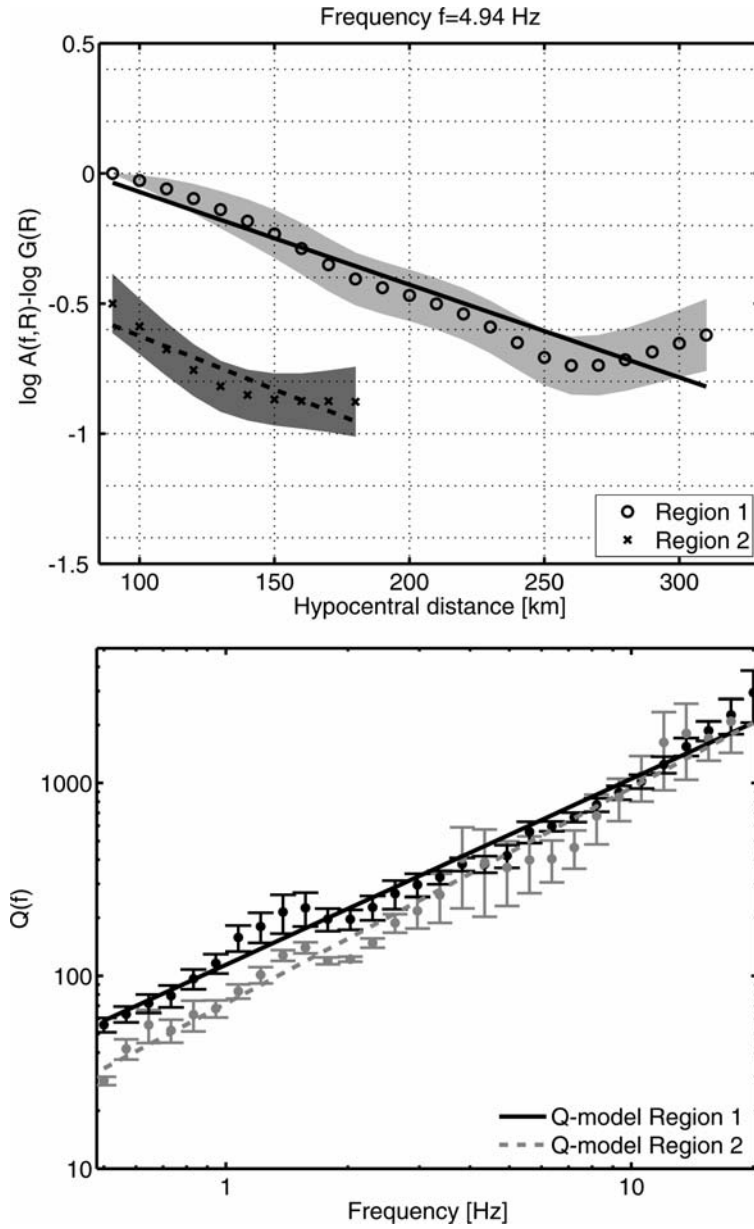 Frequency f=4.94 Hz
0.5
0
-0.5
-1
-1.5
log A(f,R)-log G(R)
Region 1
Region 2
100 150 200 250 300
Hypocentral distance [km]
1000
100
10
Q(f)
Q-model Region 1
Q-model Region 2
1 10
Frequency [Hz]